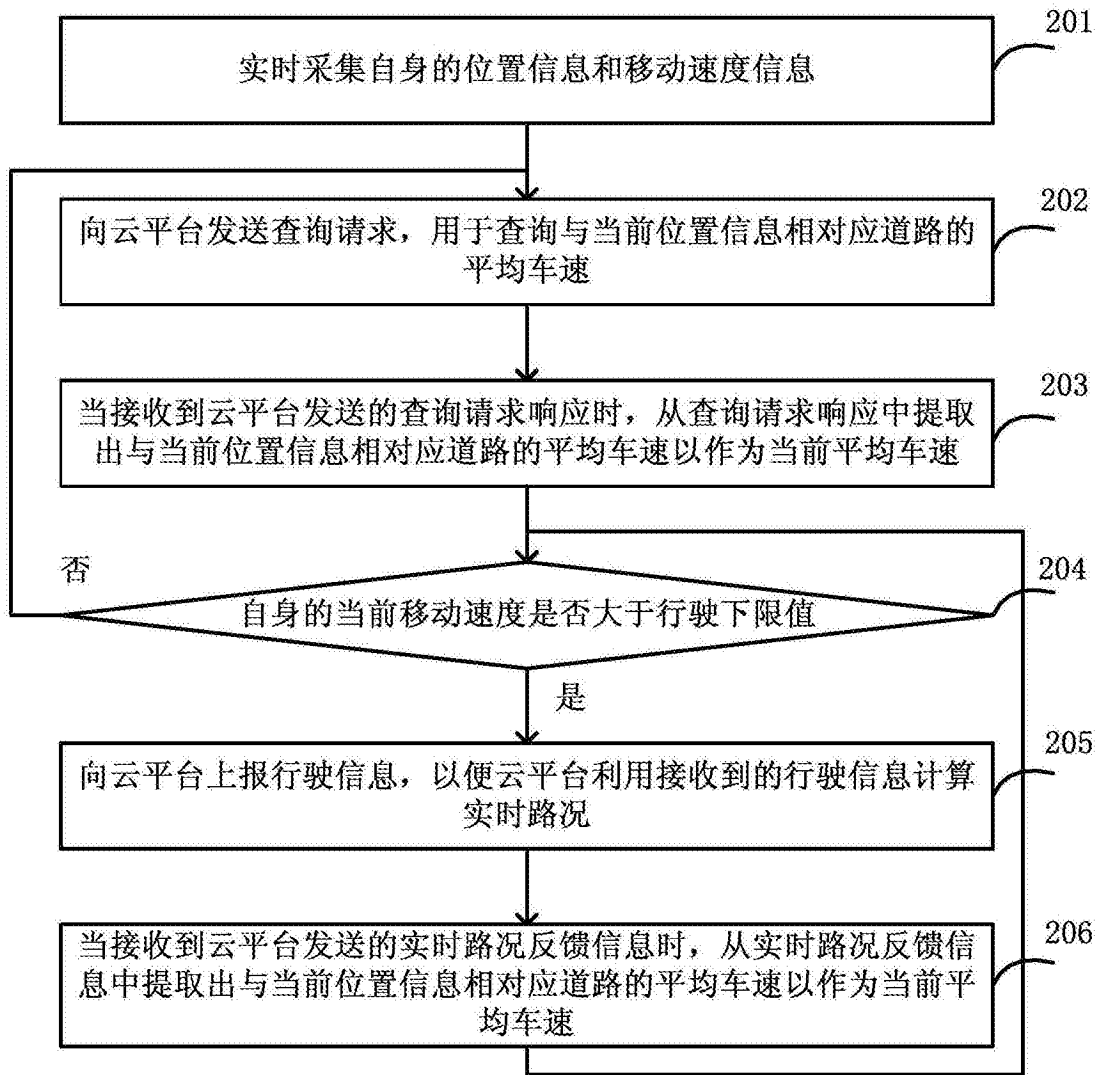 201
实时采集自身的位置信息和移动速度信息
202
向云平台发送查询请求，用于查询与当前位置信息相对应道路的
平均车速
203
当接收到云平台发送的查询请求响应时，从查询请求响应中提取
出与当前位置信息相对应道路的平均车速以作为当前平均车速
否
204
自身的当前移动速度是否大于行驶下限值
是
205
向云平台上报行驶信息，以便云平台利用接收到的行驶信息计算
实时路况
206
当接收到云平台发送的实时路况反馈信息时，从实时路况反馈信
息中提取出与当前位置信息相对应道路的平均车速以作为当前平
均车速